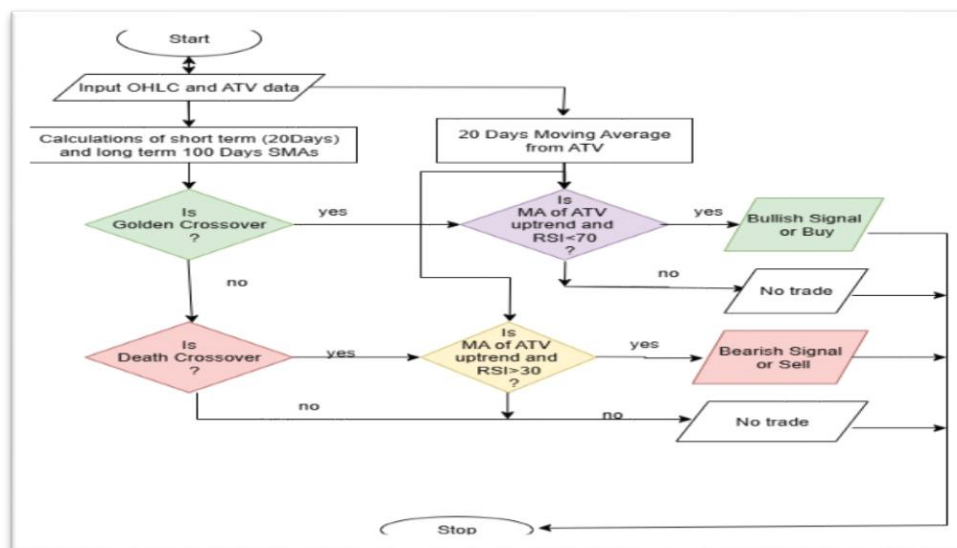 Start
Input OHLC and ATV data
Calculations of short term (20Days)
and long term 100 Days SMAs
20 Days Moving Average
from ATV
Is
Golden Crossover
?
yes
Is
MA of ATV
uptrend and
RSI<70
?
yes
Bullish Signal
or Buy
no
no
No trade
Is
Death Crossover
?
yes
Is
MA of ATV
uptrend and
RSI>30
?
yes
Bearish Signal
or Sell
no
no
No trade
Stop